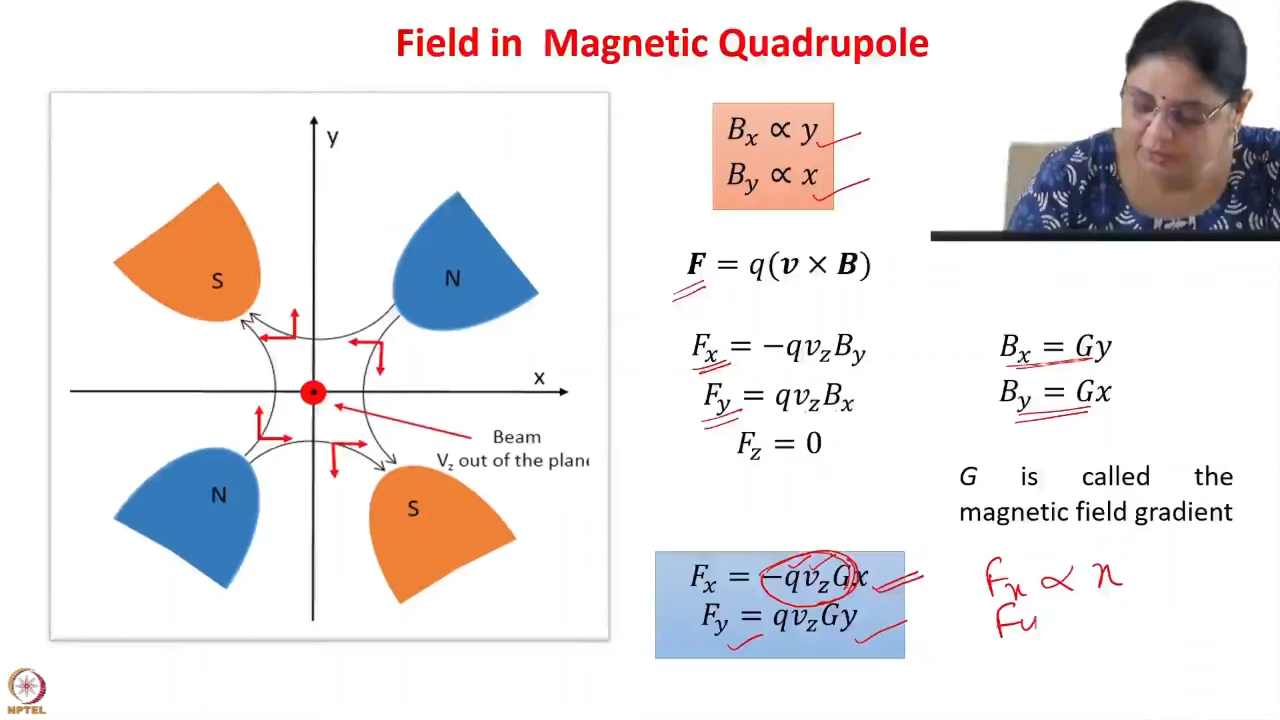 Field in Magnetic Quadrupole
y
S
N
x
Beam
V_z out of the plane
N
S
B_x ∝ y
B_y ∝ x
F = q(v × B)
F_x = −qv_zB_y
F_y = qv_zB_x
F_z = 0
B_x = Gy
B_y = Gx
G is called the
magnetic field gradient
F_x = −qv_zGx
F_y = qv_zGy
F_x ∝ x
NPTEL